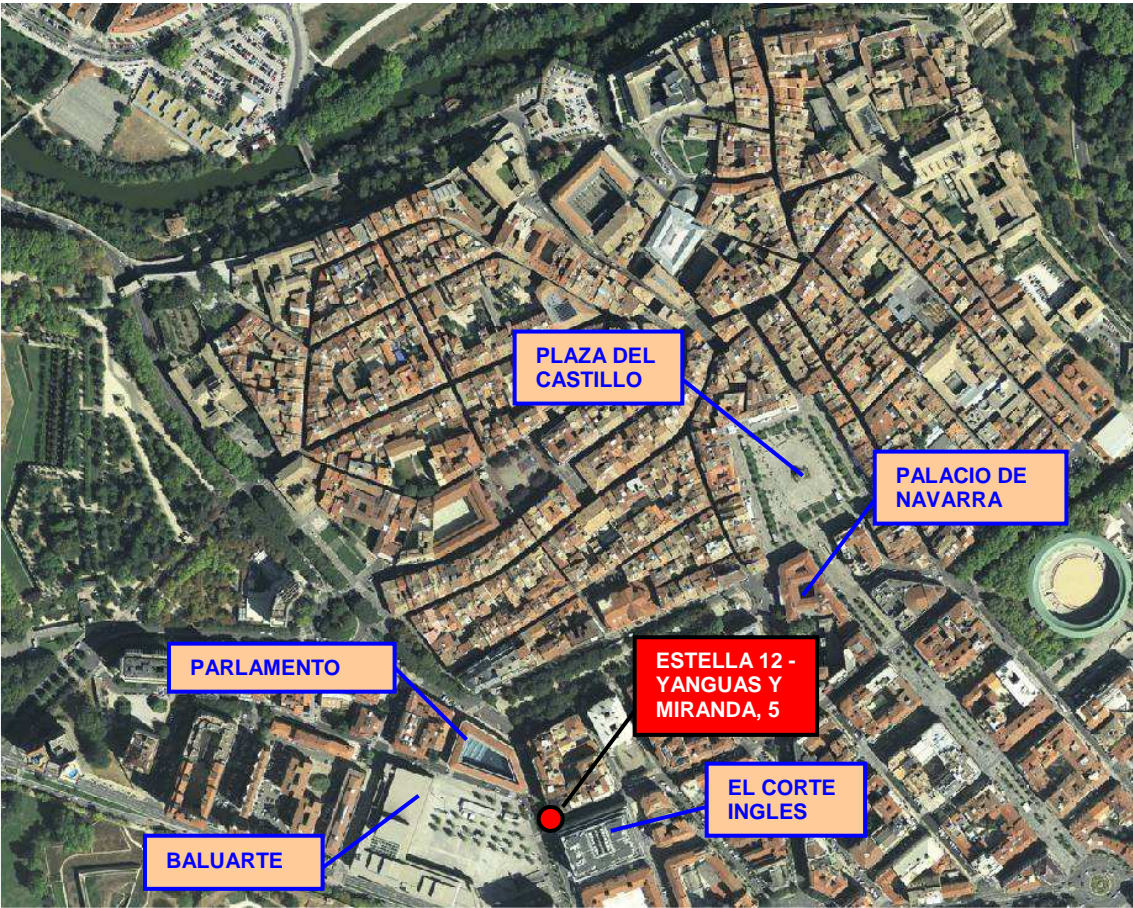 PLAZA DEL
CASTILLO
PALACIO DE
NAVARRA
ESTELLA 12 -
YANGUAS Y
MIRANDA, 5
PARLAMENTO
EL CORTE
INGLES
BALUARTE